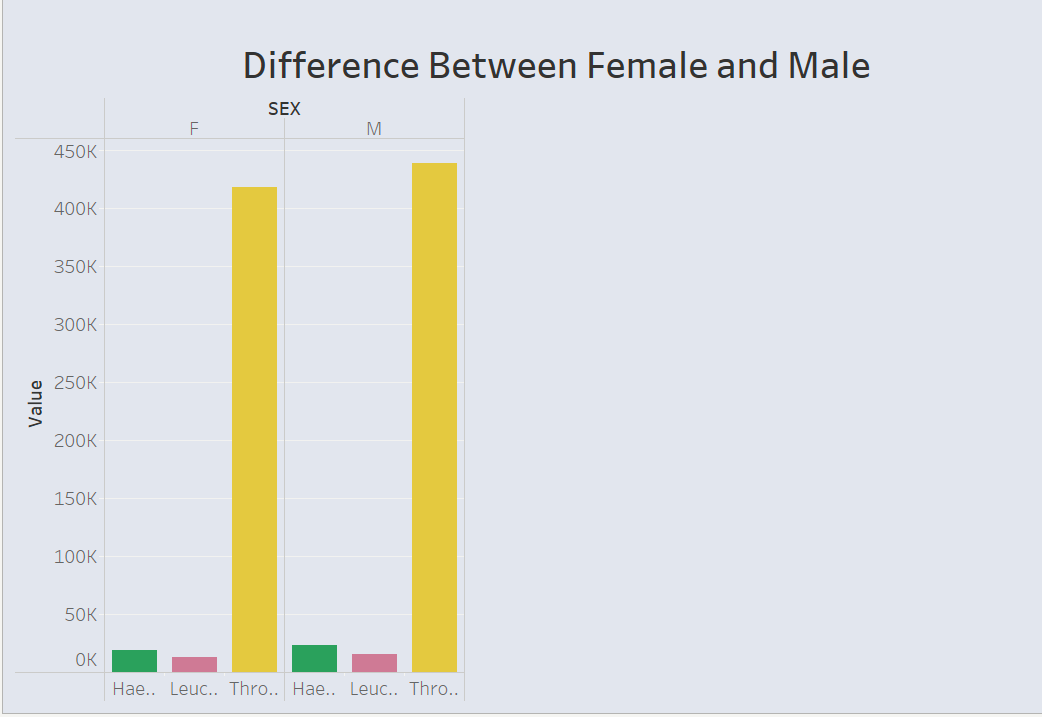 Difference Between Female and Male
SEX
F M
450K
400K
350K
300K
250K
200K
150K
100K
50K
0K
Value
Hae.. Leuc.. Thro.. Hae.. Leuc.. Thro..